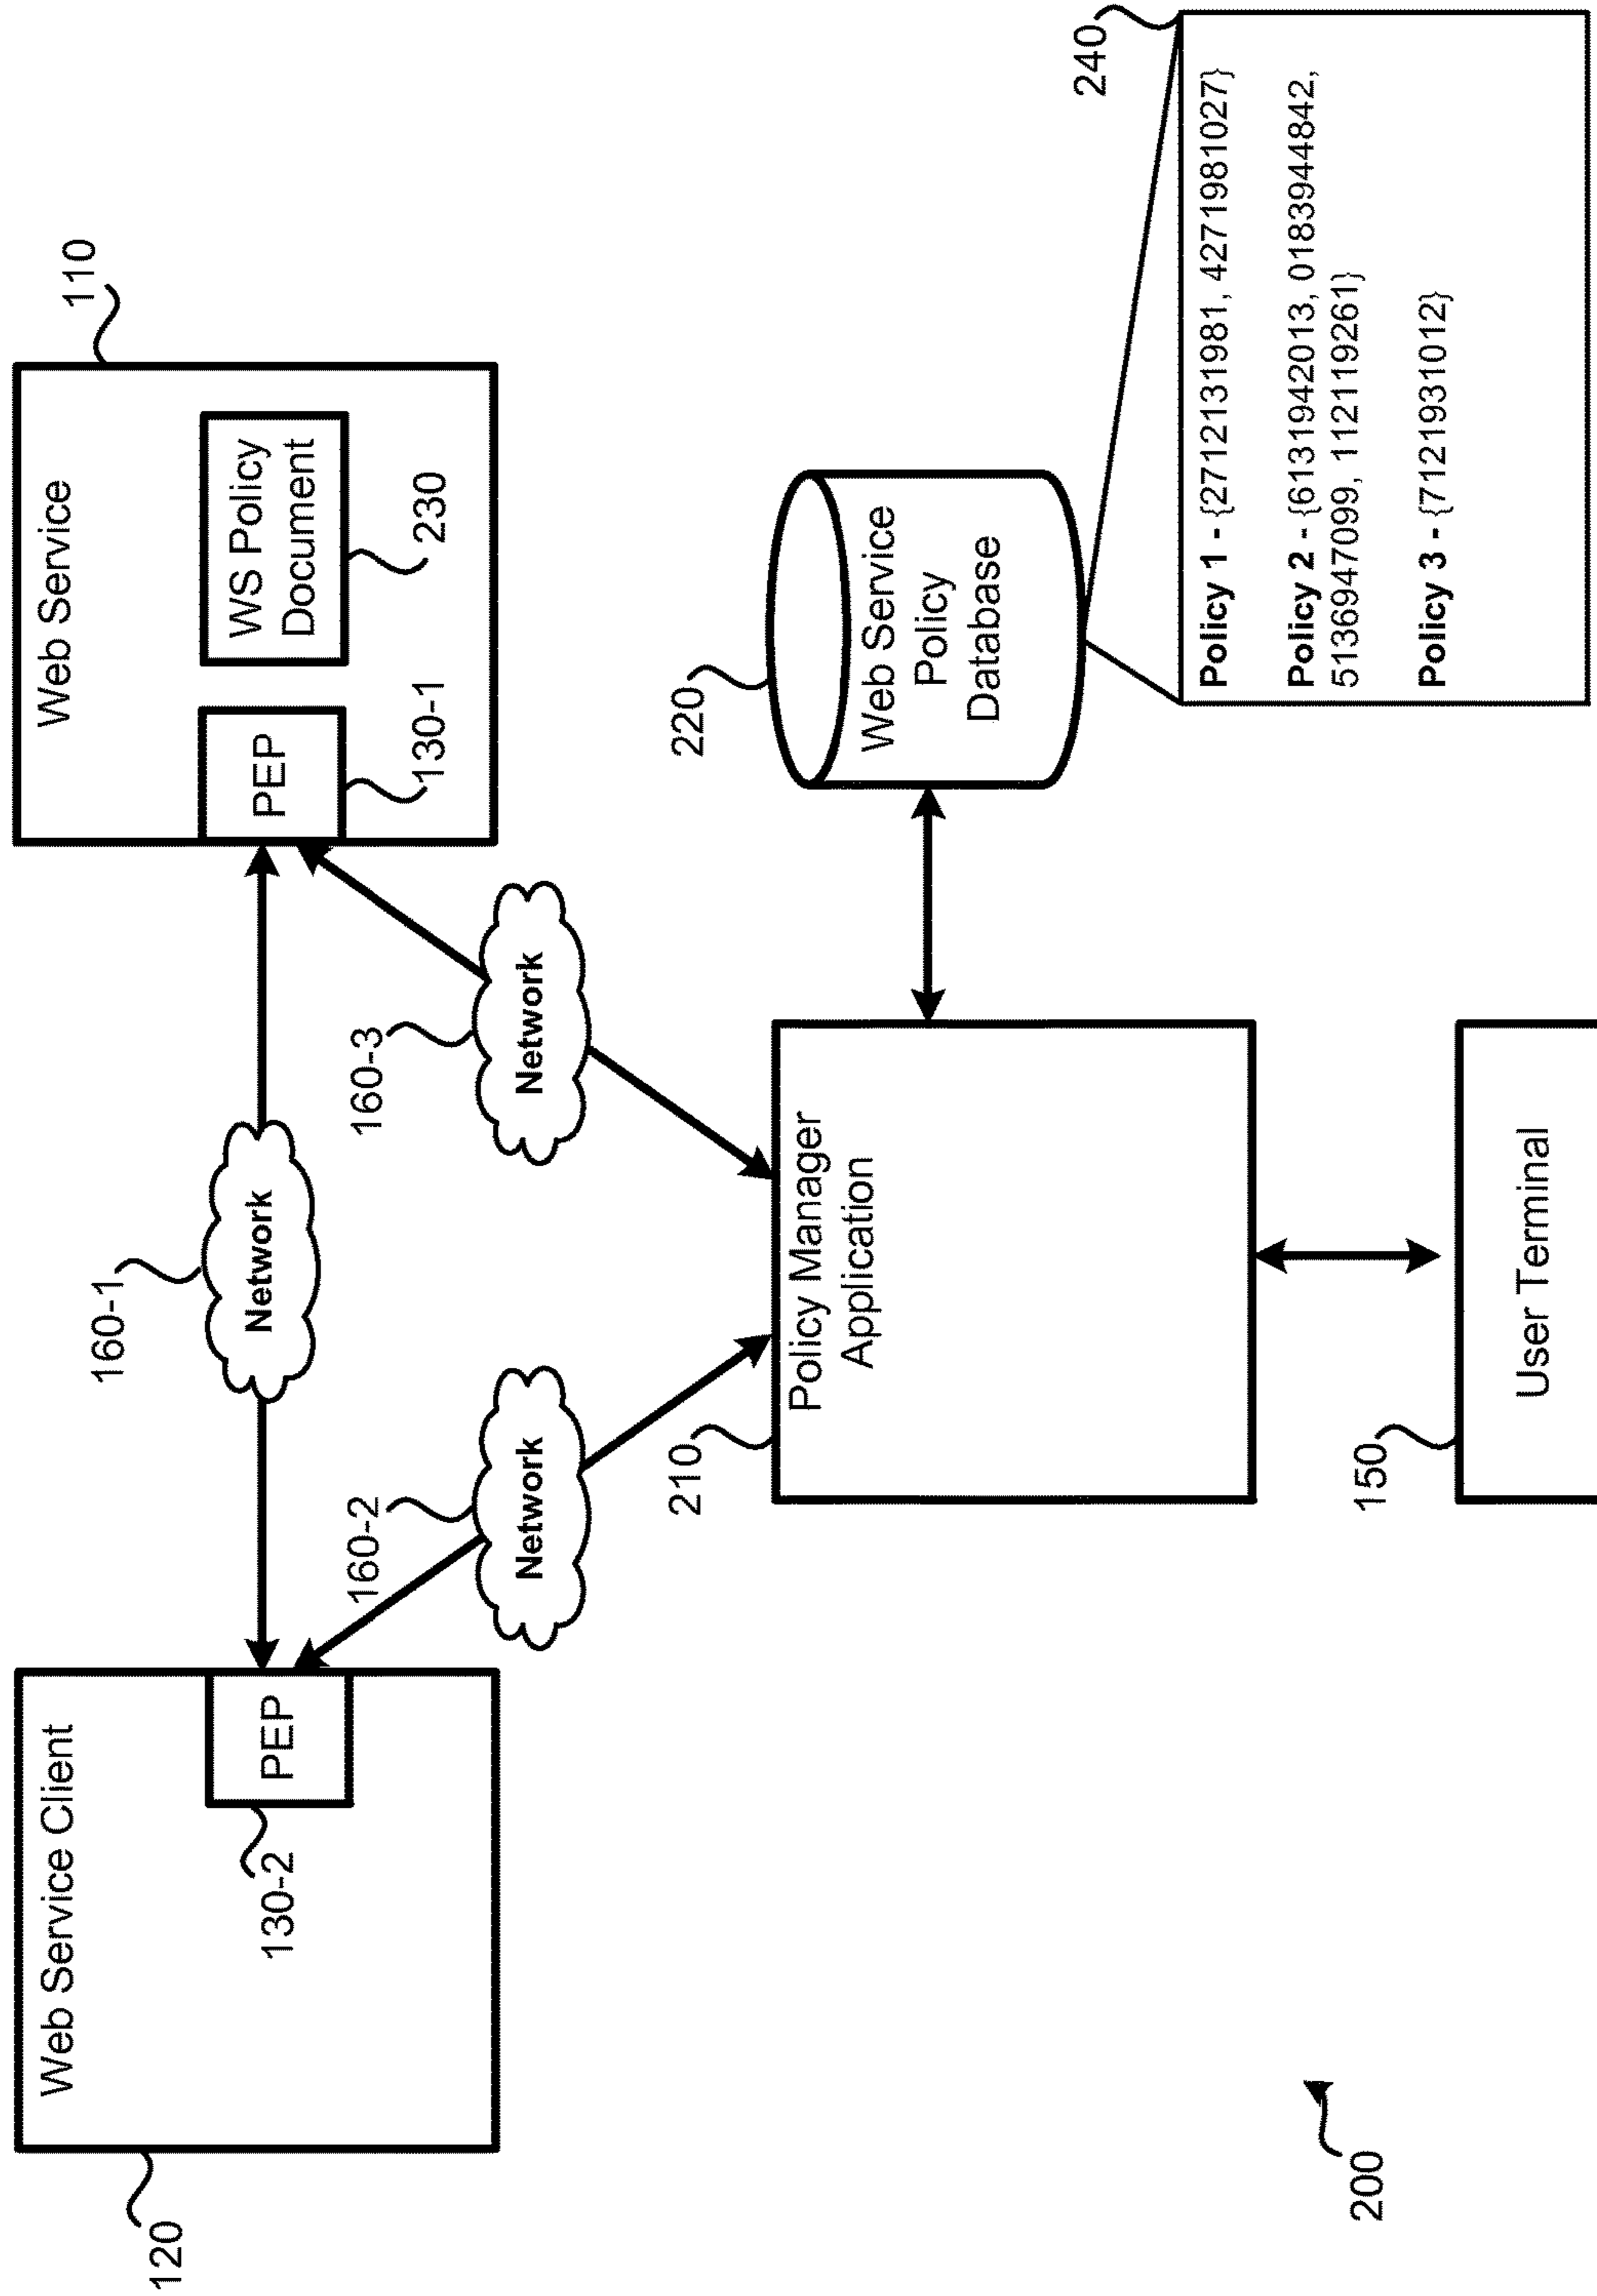 120
Web Service Client
PEP
130-2
160-1
Network
Web Service
110
PEP
130-1
WS Policy
Document
230
160-2
Network
160-3
Network
210
Policy Manager
Application
220
Web Service
Policy
Database
240
Policy 1 - {2712131981, 4271981027}
Policy 2 - {6131942013, 0183944842,
5136947099, 1121119261}
Policy 3 - {7121931012}
150
User Terminal
200